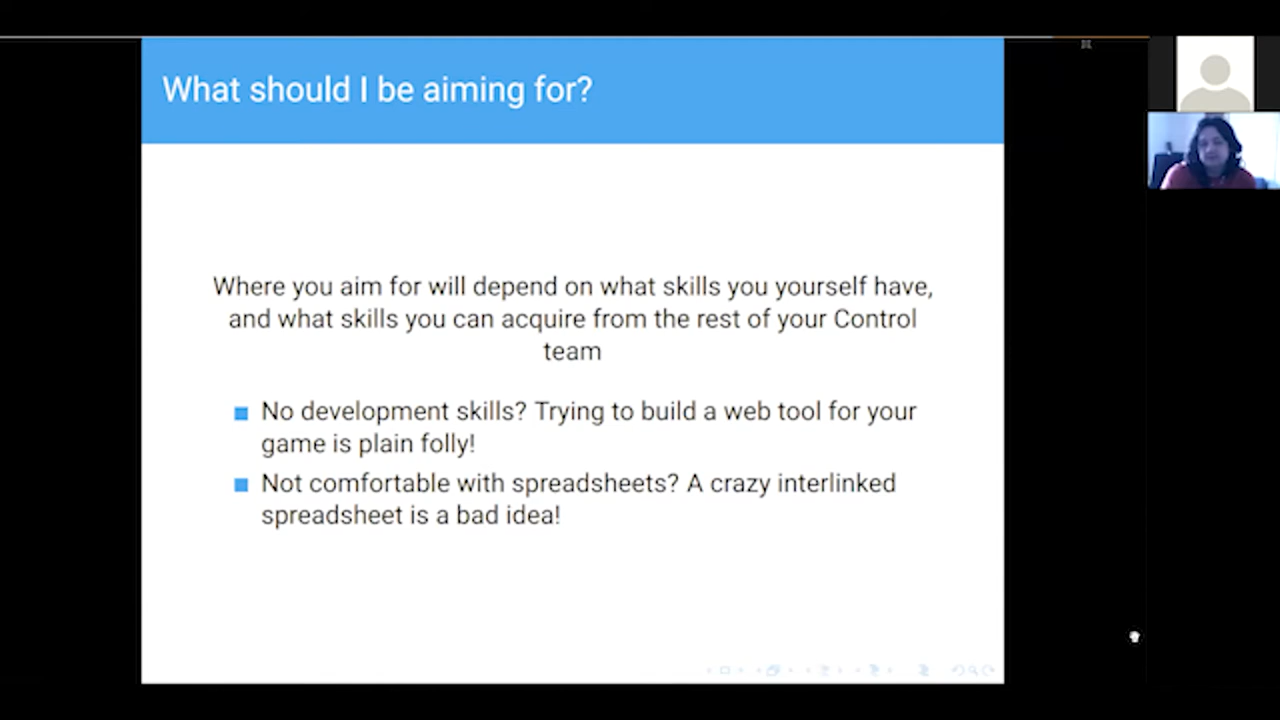 What should I be aiming for?
Where you aim for will depend on what skills you yourself have,
and what skills you can acquire from the rest of your Control
team
No development skills? Trying to build a web tool for your
game is plain folly!
Not comfortable with spreadsheets? A crazy interlinked
spreadsheet is a bad idea!